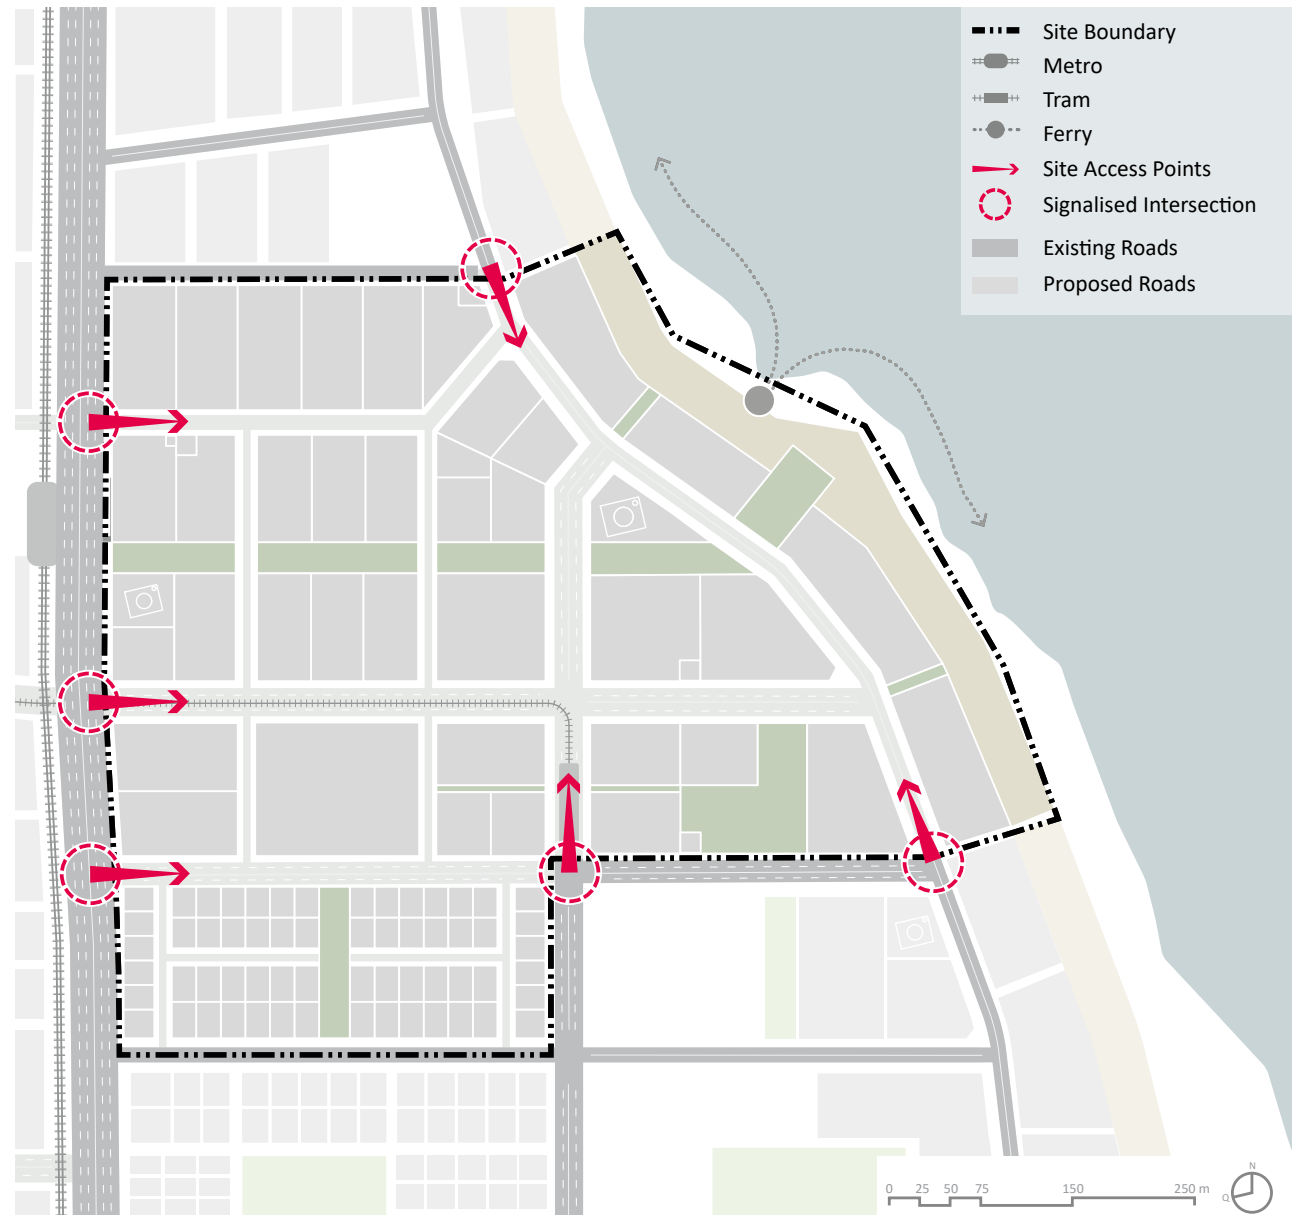 Site Boundary
Metro
Tram
Ferry
Site Access Points
Signalised Intersection
Existing Roads
Proposed Roads
0 25 50 75 150 250 m
N
Q